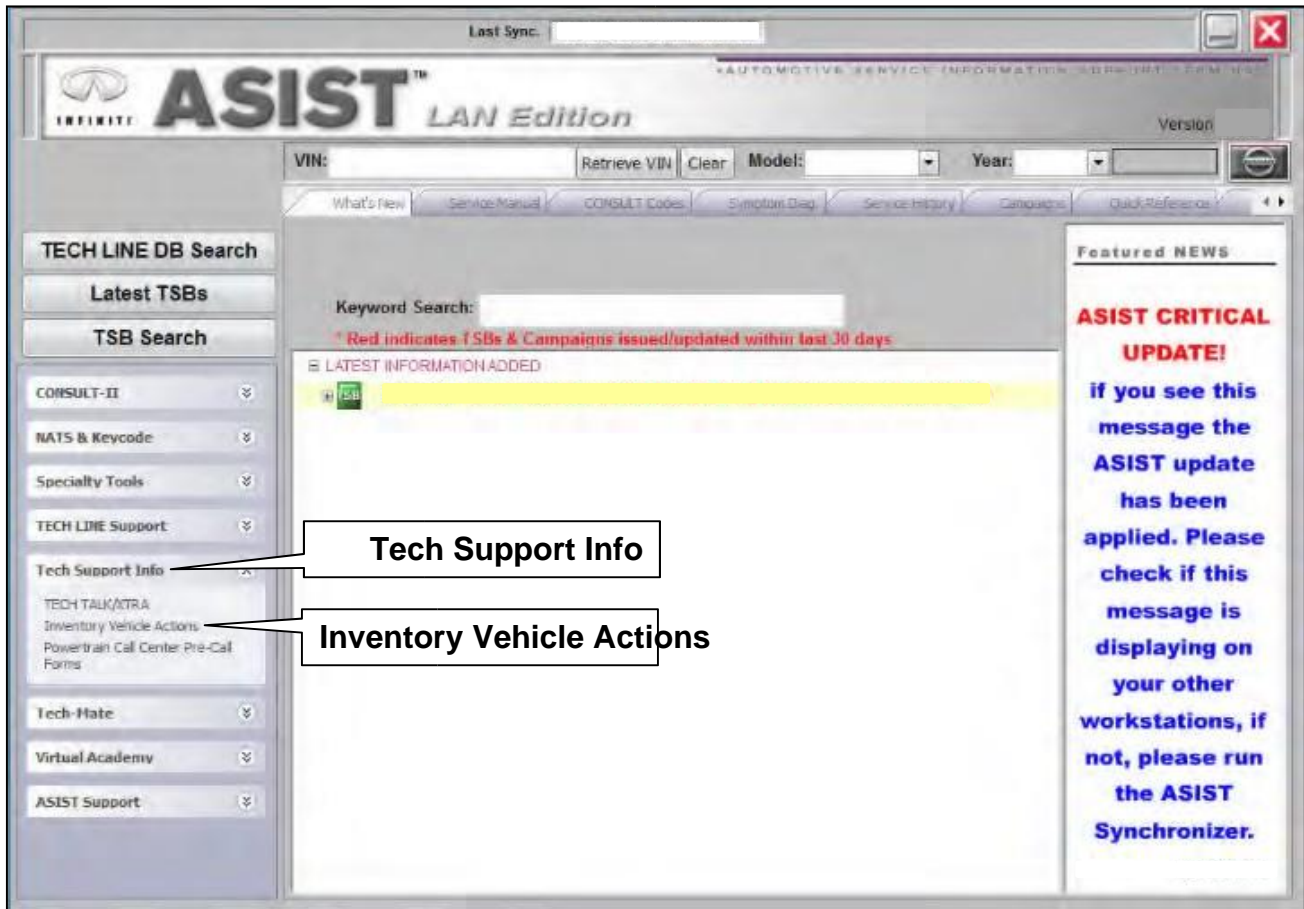 Last Sync.
INFINITI
ASIST™ LAN Edition
Version
VIN:
Retrieve VIN
Clear
Model:
Year:
What's New
Service Manual
CONSULT Codes
Symptom Diag
Service History
Campaigns
Quick Reference
TECH LINE DB Search
Latest TSBs
TSB Search
CONSULT-II
NATS & Keycode
Specialty Tools
TECH LINE Support
Tech Support Info
TECH TALK/XTRA
Inventory Vehicle Actions
Powertrain Call Center Pre-Call
Forms
Tech-Mate
Virtual Academy
ASIST Support
Keyword Search:
* Red indicates TSBs & Campaigns issued/updated within last 30 days
LATEST INFORMATION ADDED
TSB
Tech Support Info
Inventory Vehicle Actions
Featured NEWS
ASIST CRITICAL
UPDATE!
if you see this
message the
ASIST update
has been
applied. Please
check if this
message is
displaying on
your other
workstations, if
not, please run
the ASIST
Synchronizer.